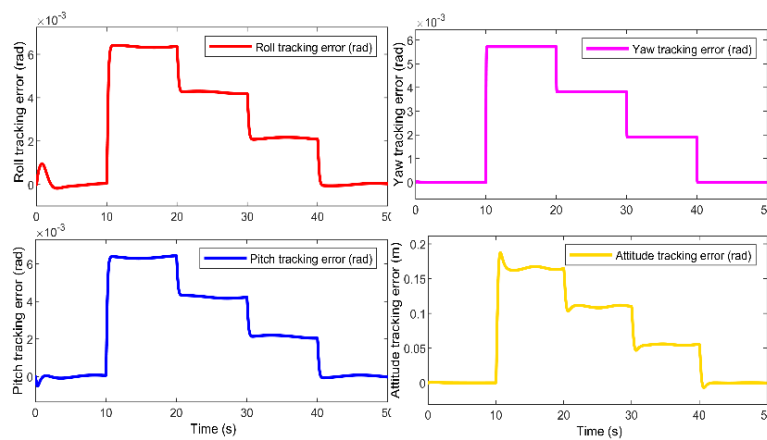 ×10⁻³
Roll tracking error (rad)
6
4
2
0
Roll tracking error (rad)
0 10 20 30 40 50
×10⁻³
Yaw tracking error (rad)
6
5
4
3
2
1
0
Yaw tracking error (rad)
0 10 20 30 40 50
×10⁻³
Pitch tracking error (rad)
6
4
2
0
Pitch tracking error (rad)
0 10 20 30 40 50
Time (s)
Attitude tracking error (rad)
0.2
0.15
0.1
0.05
0
Attitude tracking error (m)
0 10 20 30 40 50
Time (s)